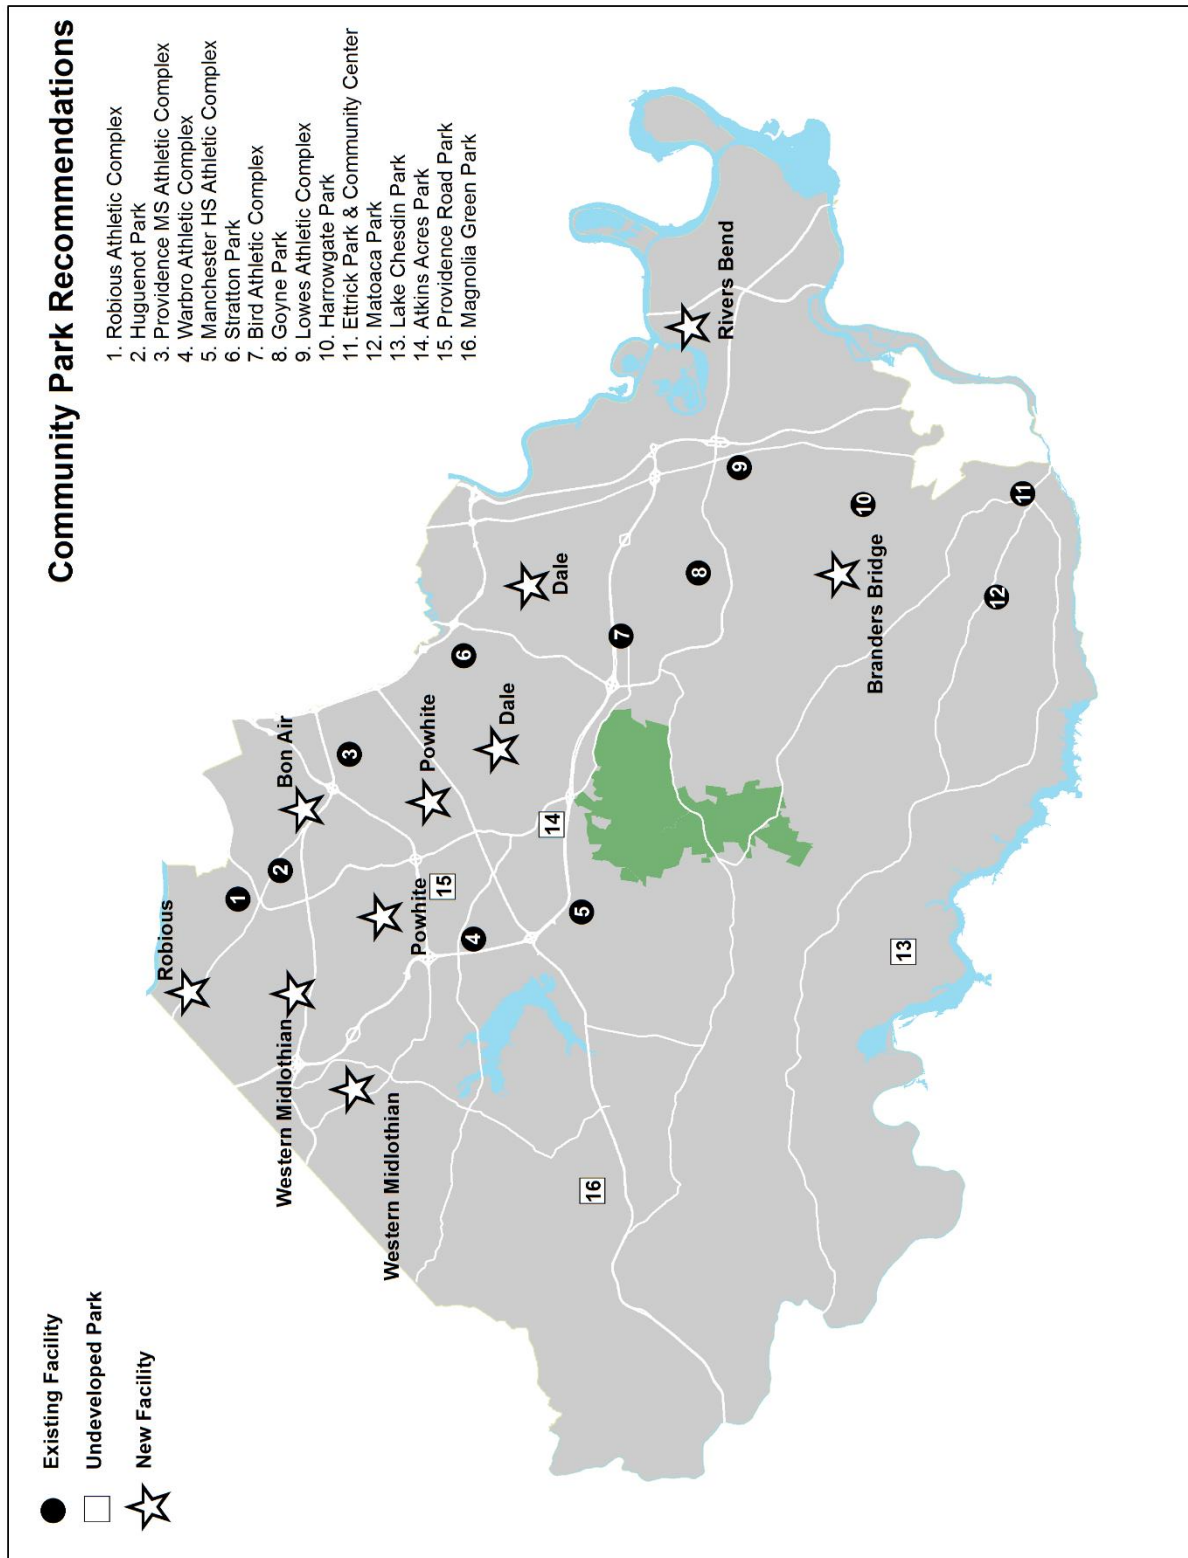 Community Park Recommendations
Existing Facility
Undeveloped Park
New Facility
1. Robious Athletic Complex
2. Huguenot Park
3. Providence MS Athletic Complex
4. Warbro Athletic Complex
5. Manchester HS Athletic Complex
6. Stratton Park
7. Bird Athletic Complex
8. Goyne Park
9. Lowes Athletic Complex
10. Harrowgate Park
11. Ettrick Park & Community Center
12. Matoaca Park
13. Lake Chesdin Park
14. Atkins Acres Park
15. Providence Road Park
16. Magnolia Green Park
Robious
1
2
Bon Air
Western Midlothian
3
Western Midlothian
Powhite
Powhite
15
4
6
Dale
Dale
14
5
7
16
8
Rivers Bend
9
10
Branders Bridge
13
12
11